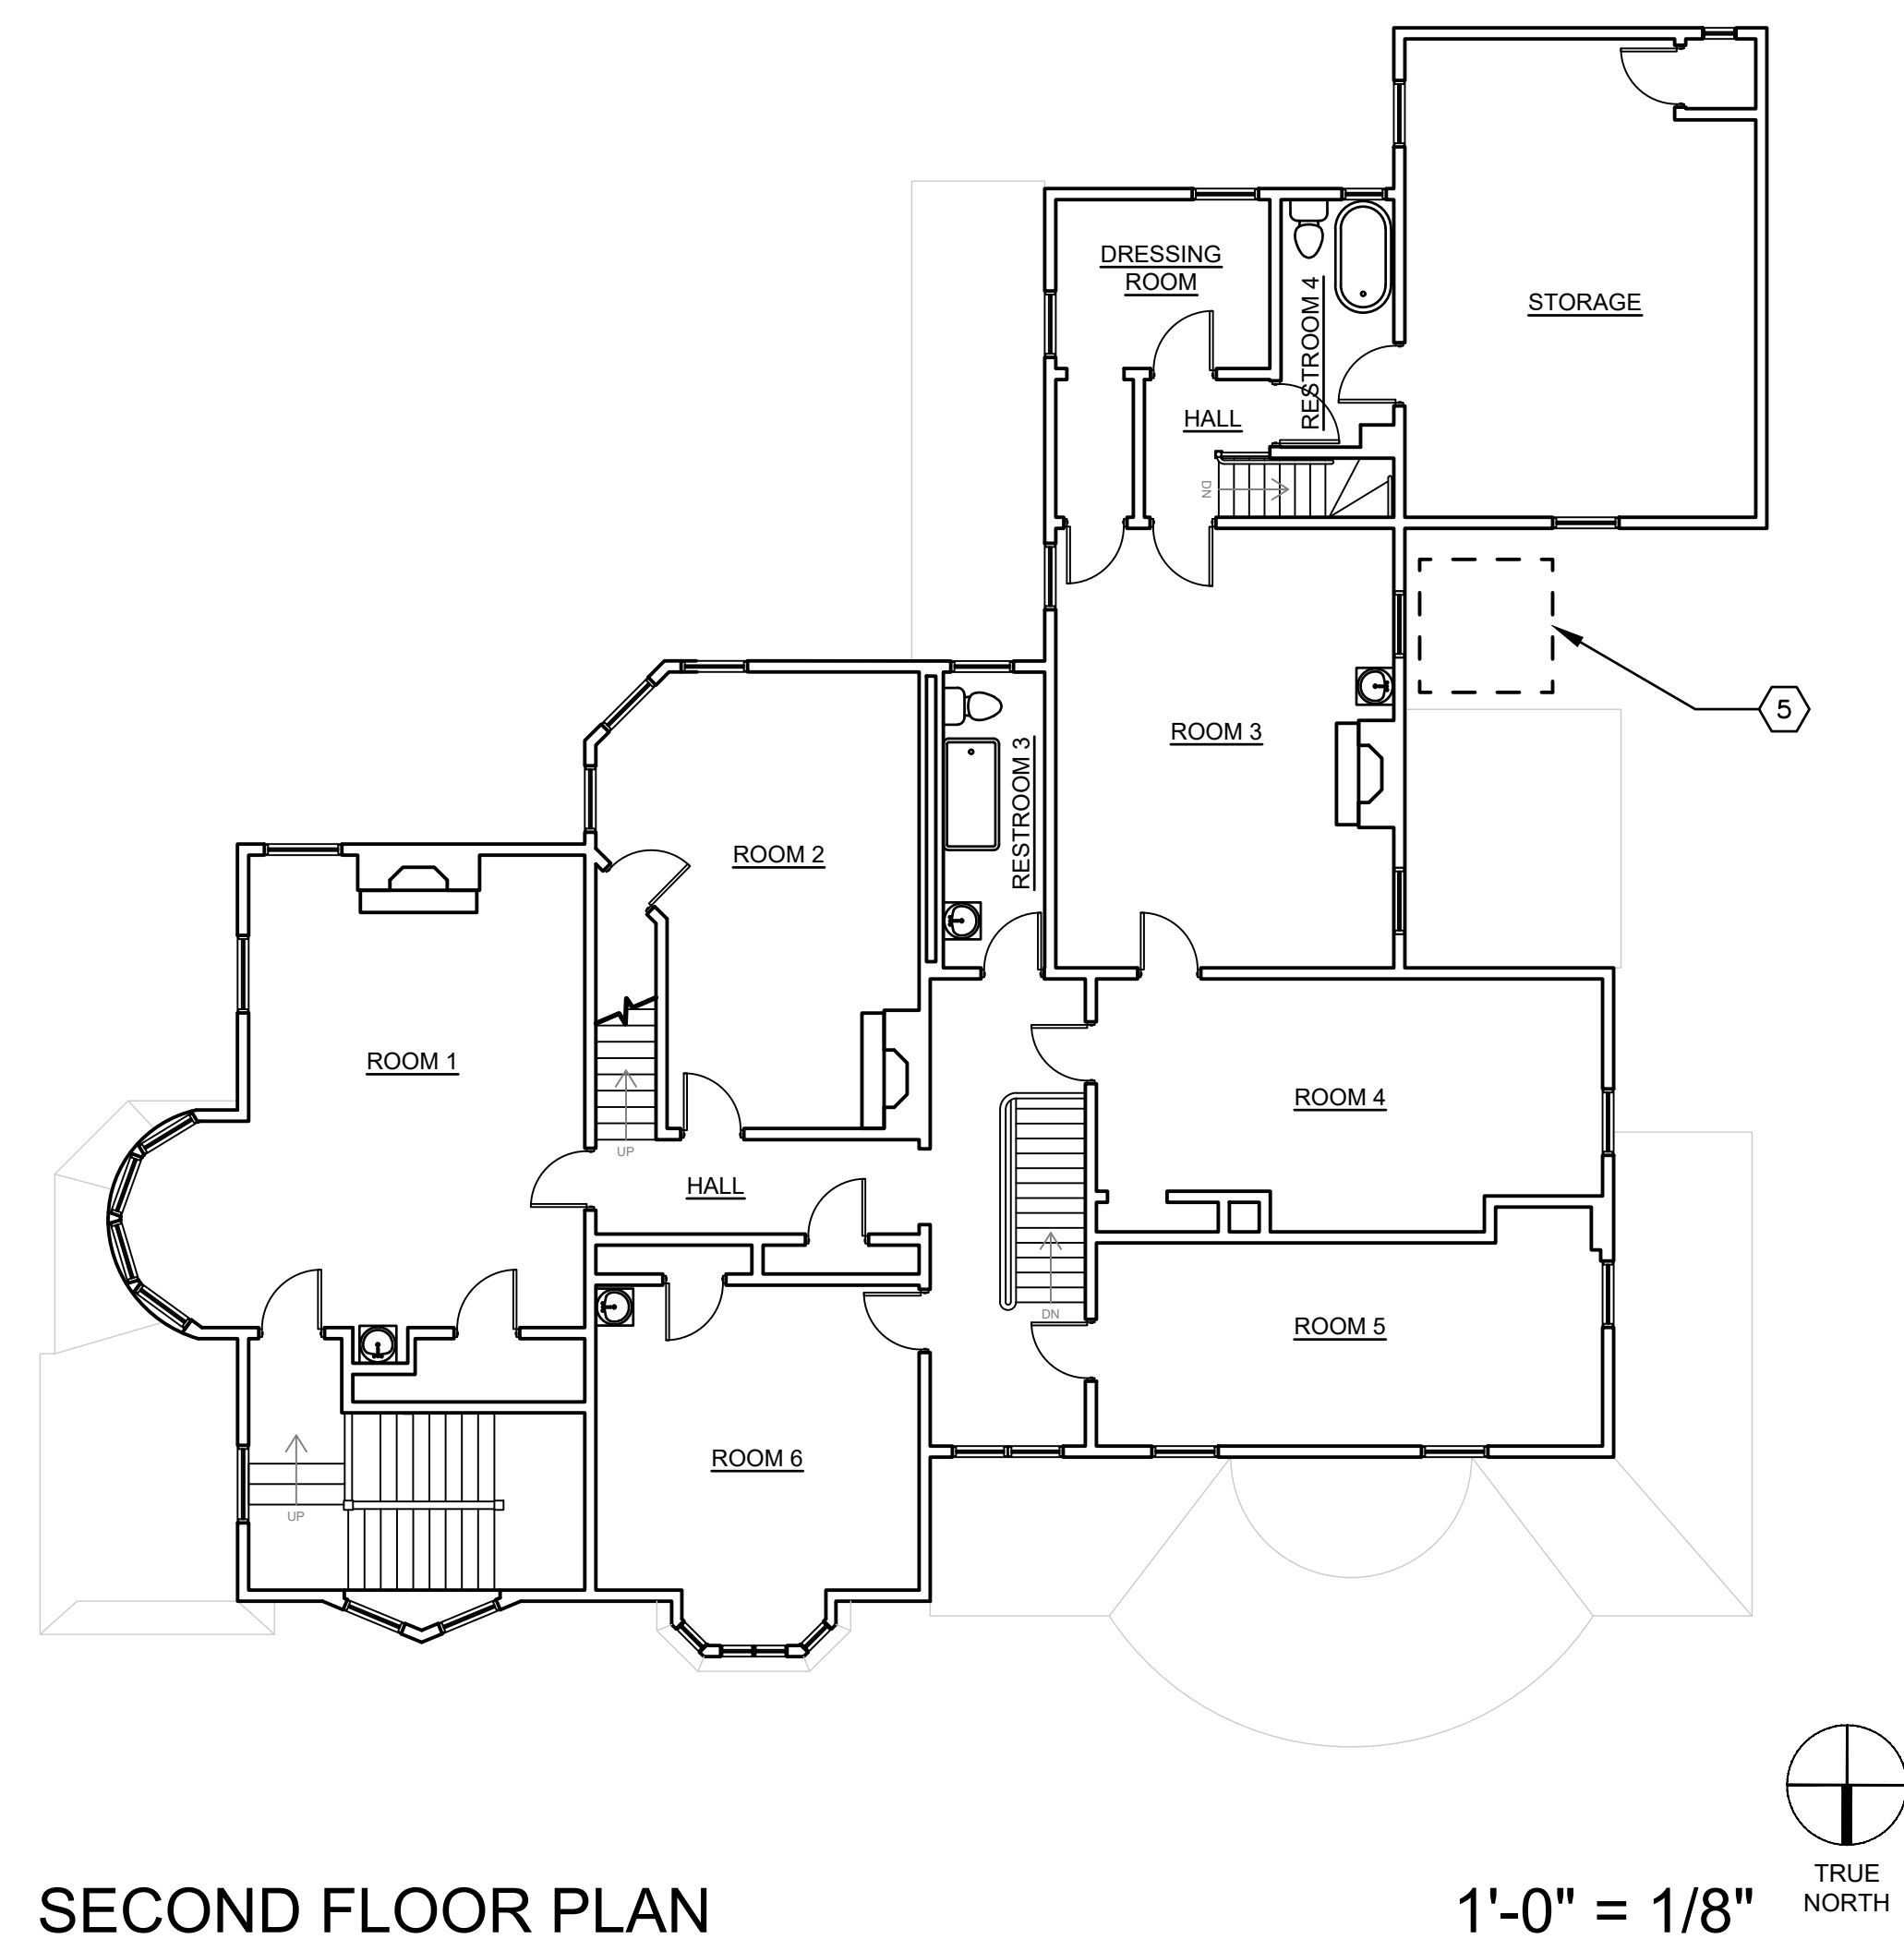 DRESSING
ROOM
RESTROOM 4
STORAGE
HALL
DN
5
ROOM 3
RESTROOM 3
ROOM 2
ROOM 1
ROOM 4
UP
HALL
DN
ROOM 5
ROOM 6
UP
TRUE
NORTH
SECOND FLOOR PLAN
1'-0" = 1/8"